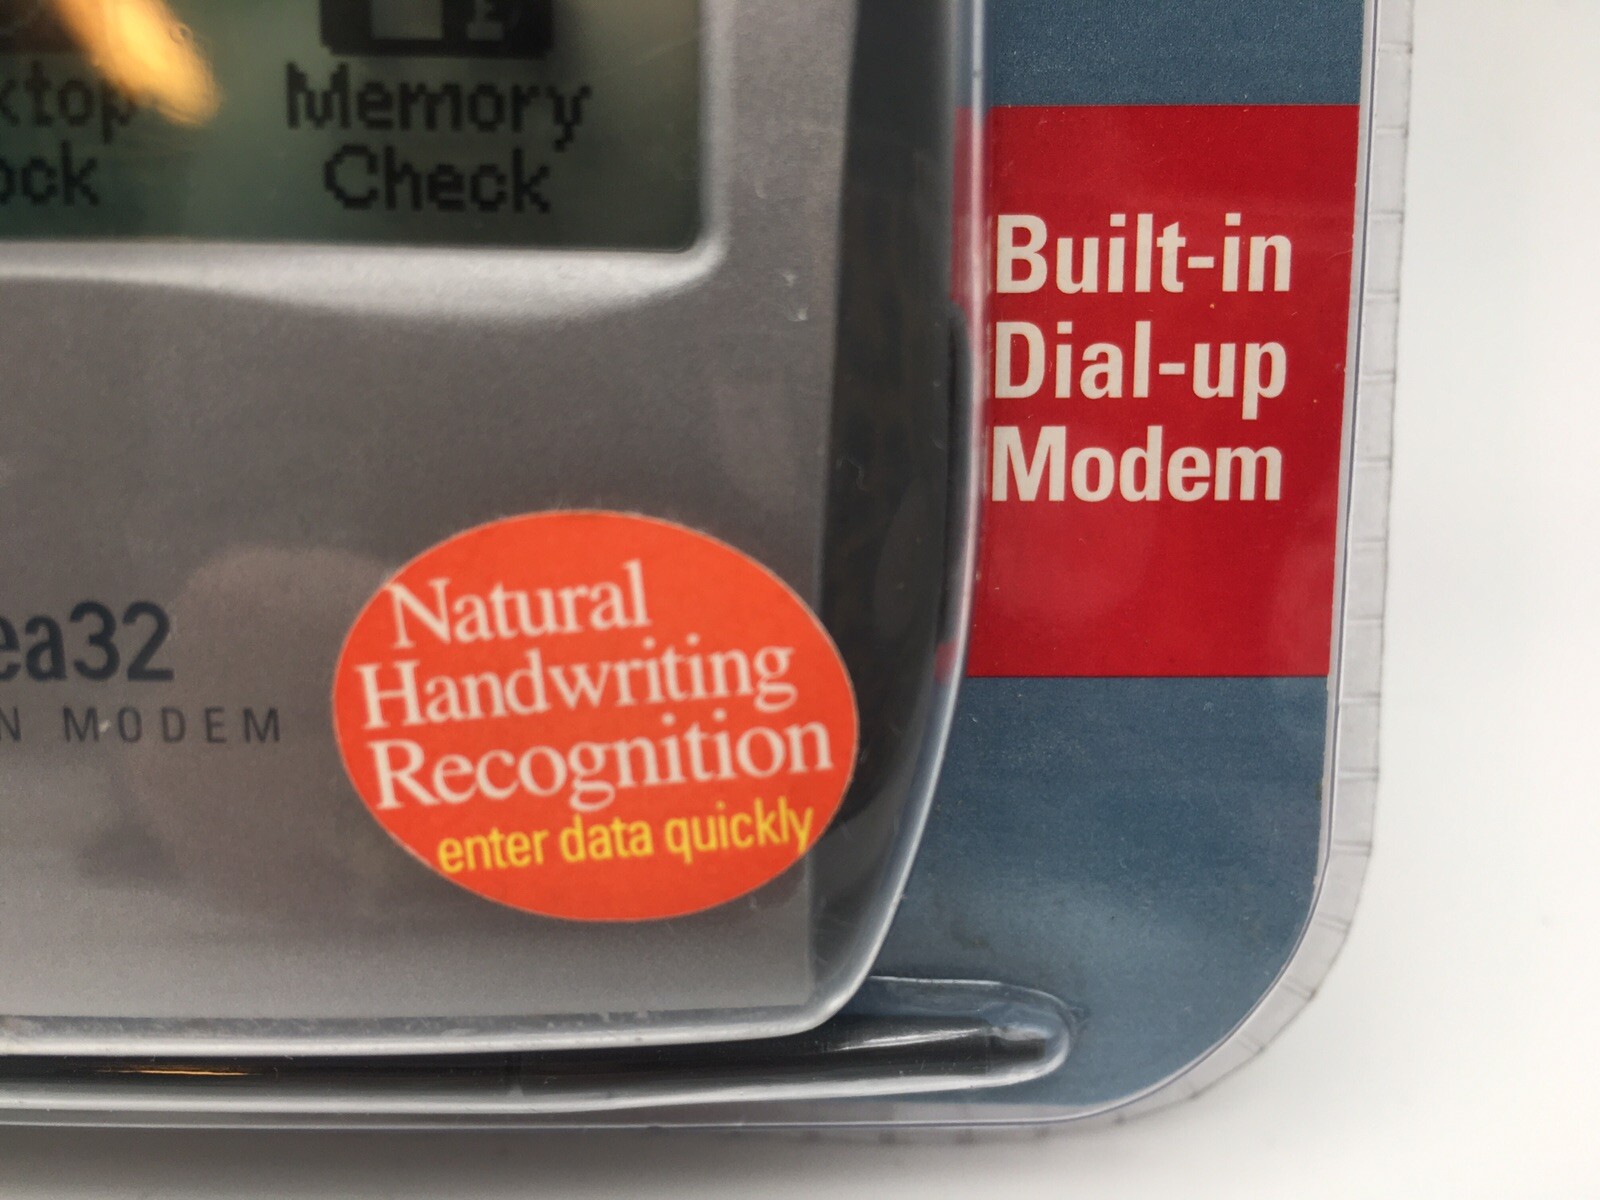 Memory
Check
Built-in
Dial-up
Modem
ea32
N MODEM
Natural
Handwriting
Recognition
enter data quickly